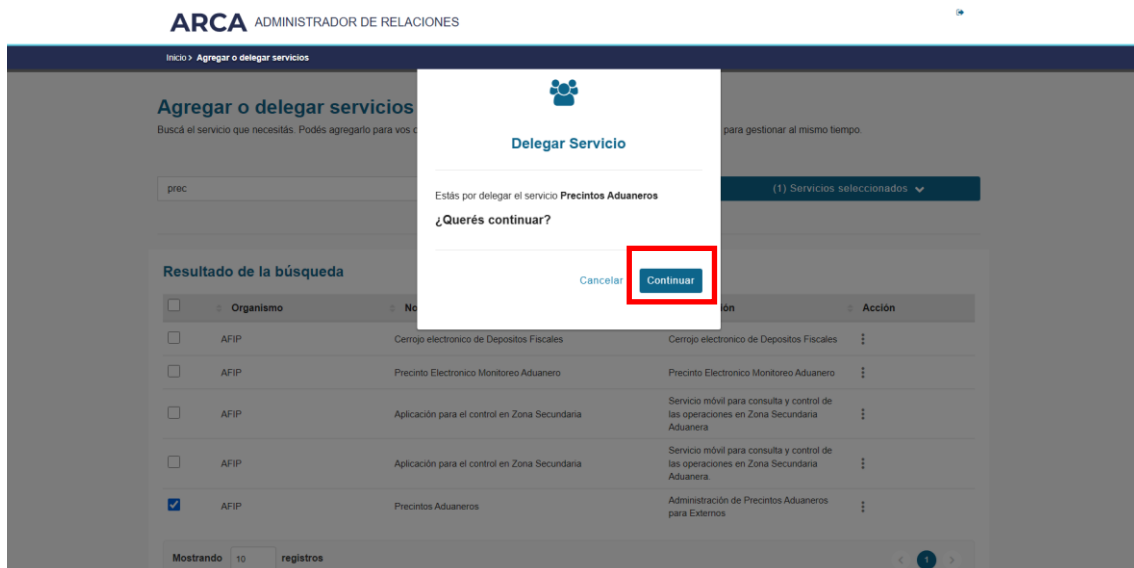 ARCA ADMINISTRADOR DE RELACIONES
Inicio > Agregar o delegar servicios
Agregar o delegar servicios
Buscá el servicio que necesitás. Podés agregarlo para vos
para gestionar al mismo tiempo.
Delegar Servicio
Estás por delegar el servicio Precintos Aduaneros
¿Querés continuar?
Cancelar
Continuar
prec
(1) Servicios seleccionados
Resultado de la búsqueda
Organismo
Acción
AFIP
Cerrojo electronico de Depositos Fiscales
Cerrojo electronico de Depositos Fiscales
AFIP
Precinto Electronico Monitoreo Aduanero
Precinto Electronico Monitoreo Aduanero
AFIP
Aplicación para el control en Zona Secundaria
Servicio móvil para consulta y control de
las operaciones en Zona Secundaria
Aduanera
AFIP
Aplicación para el control en Zona Secundaria
Servicio móvil para consulta y control de
las operaciones en Zona Secundaria
Aduanera.
AFIP
Precintos Aduaneros
Administración de Precintos Aduaneros
para Externos
Mostrando 10 registros
1